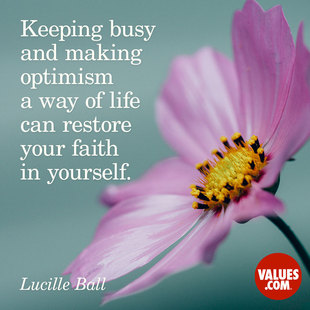 Keeping busy
and making
optimism
a way of life
can restore
your faith
in yourself.
Lucille Ball
VALUES
.COM